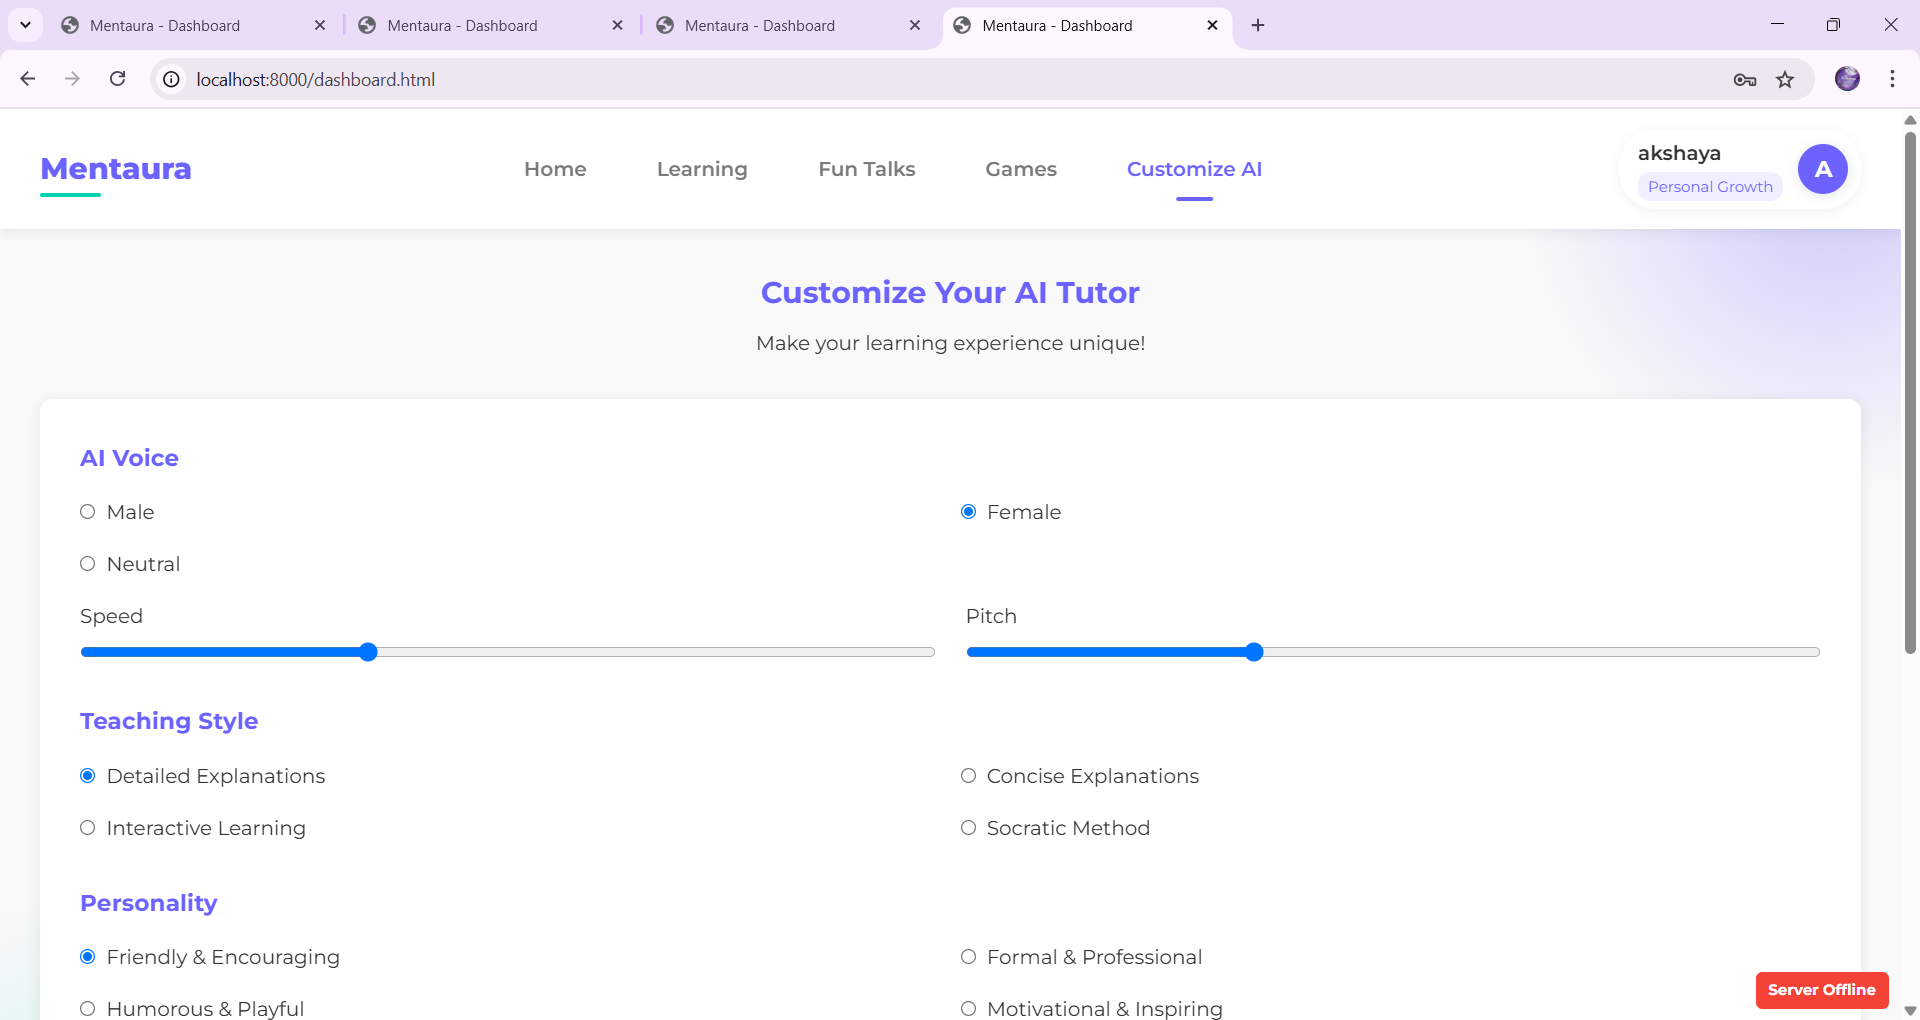 Mentaura - Dashboard Mentaura - Dashboard Mentaura - Dashboard Mentaura - Dashboard
localhost:8000/dashboard.html
Mentaura Home Learning Fun Talks Games Customize AI akshaya
Personal Growth
A
Customize Your AI Tutor
Make your learning experience unique!
AI Voice
Male Female
Neutral
Speed Pitch
Teaching Style
Detailed Explanations Concise Explanations
Interactive Learning Socratic Method
Personality
Friendly & Encouraging Formal & Professional
Humorous & Playful Motivational & Inspiring
Server Offline